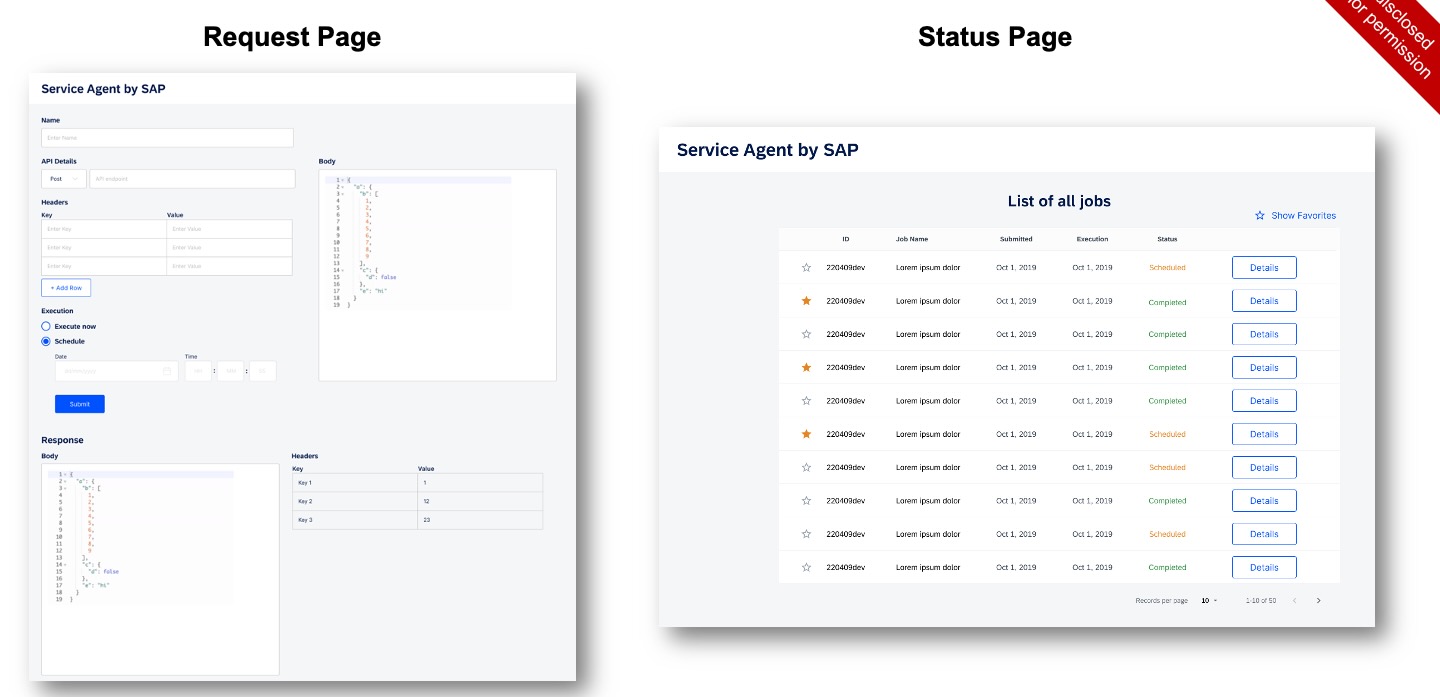 Request Page
Status Page
disclosed
or permission
Service Agent by SAP
Name
Enter Name
API Details
Post
API endpoint
Headers
Key Value
Enter Key Enter Value
Enter Key Enter Value
Enter Key Enter Value
+ Add Row
Execution
Execute now
Schedule
Date Time
: :
Submit
Body
1 {
2 "a": {
3 "b": [
4 1,
5 2,
6 3,
7 4,
8 5,
9 6,
10 7,
11 8,
12 9
13 ],
14 "c": {
15 "d": false
16 },
17 "e": "hi"
18 }
19 }
Response
Body
1 {
2 "a": {
3 "b": [
4 1,
5 2,
6 3,
7 4,
8 5,
9 6,
10 7,
11 8,
12 9
13 ],
14 "c": {
15 "d": false
16 },
17 "e": "hi"
18 }
19 }
Headers
Key Value
Key 1 1
Key 2 12
Key 3 23
Service Agent by SAP
List of all jobs
Show Favorites
ID Job Name Submitted Execution Status
220409dev Lorem ipsum dolor Oct 1, 2019 Oct 1, 2019 Scheduled Details
220409dev Lorem ipsum dolor Oct 1, 2019 Oct 1, 2019 Completed Details
220409dev Lorem ipsum dolor Oct 1, 2019 Oct 1, 2019 Completed Details
220409dev Lorem ipsum dolor Oct 1, 2019 Oct 1, 2019 Completed Details
220409dev Lorem ipsum dolor Oct 1, 2019 Oct 1, 2019 Completed Details
220409dev Lorem ipsum dolor Oct 1, 2019 Oct 1, 2019 Scheduled Details
220409dev Lorem ipsum dolor Oct 1, 2019 Oct 1, 2019 Scheduled Details
220409dev Lorem ipsum dolor Oct 1, 2019 Oct 1, 2019 Completed Details
220409dev Lorem ipsum dolor Oct 1, 2019 Oct 1, 2019 Scheduled Details
220409dev Lorem ipsum dolor Oct 1, 2019 Oct 1, 2019 Completed Details
Records per page 10 1-10 of 50